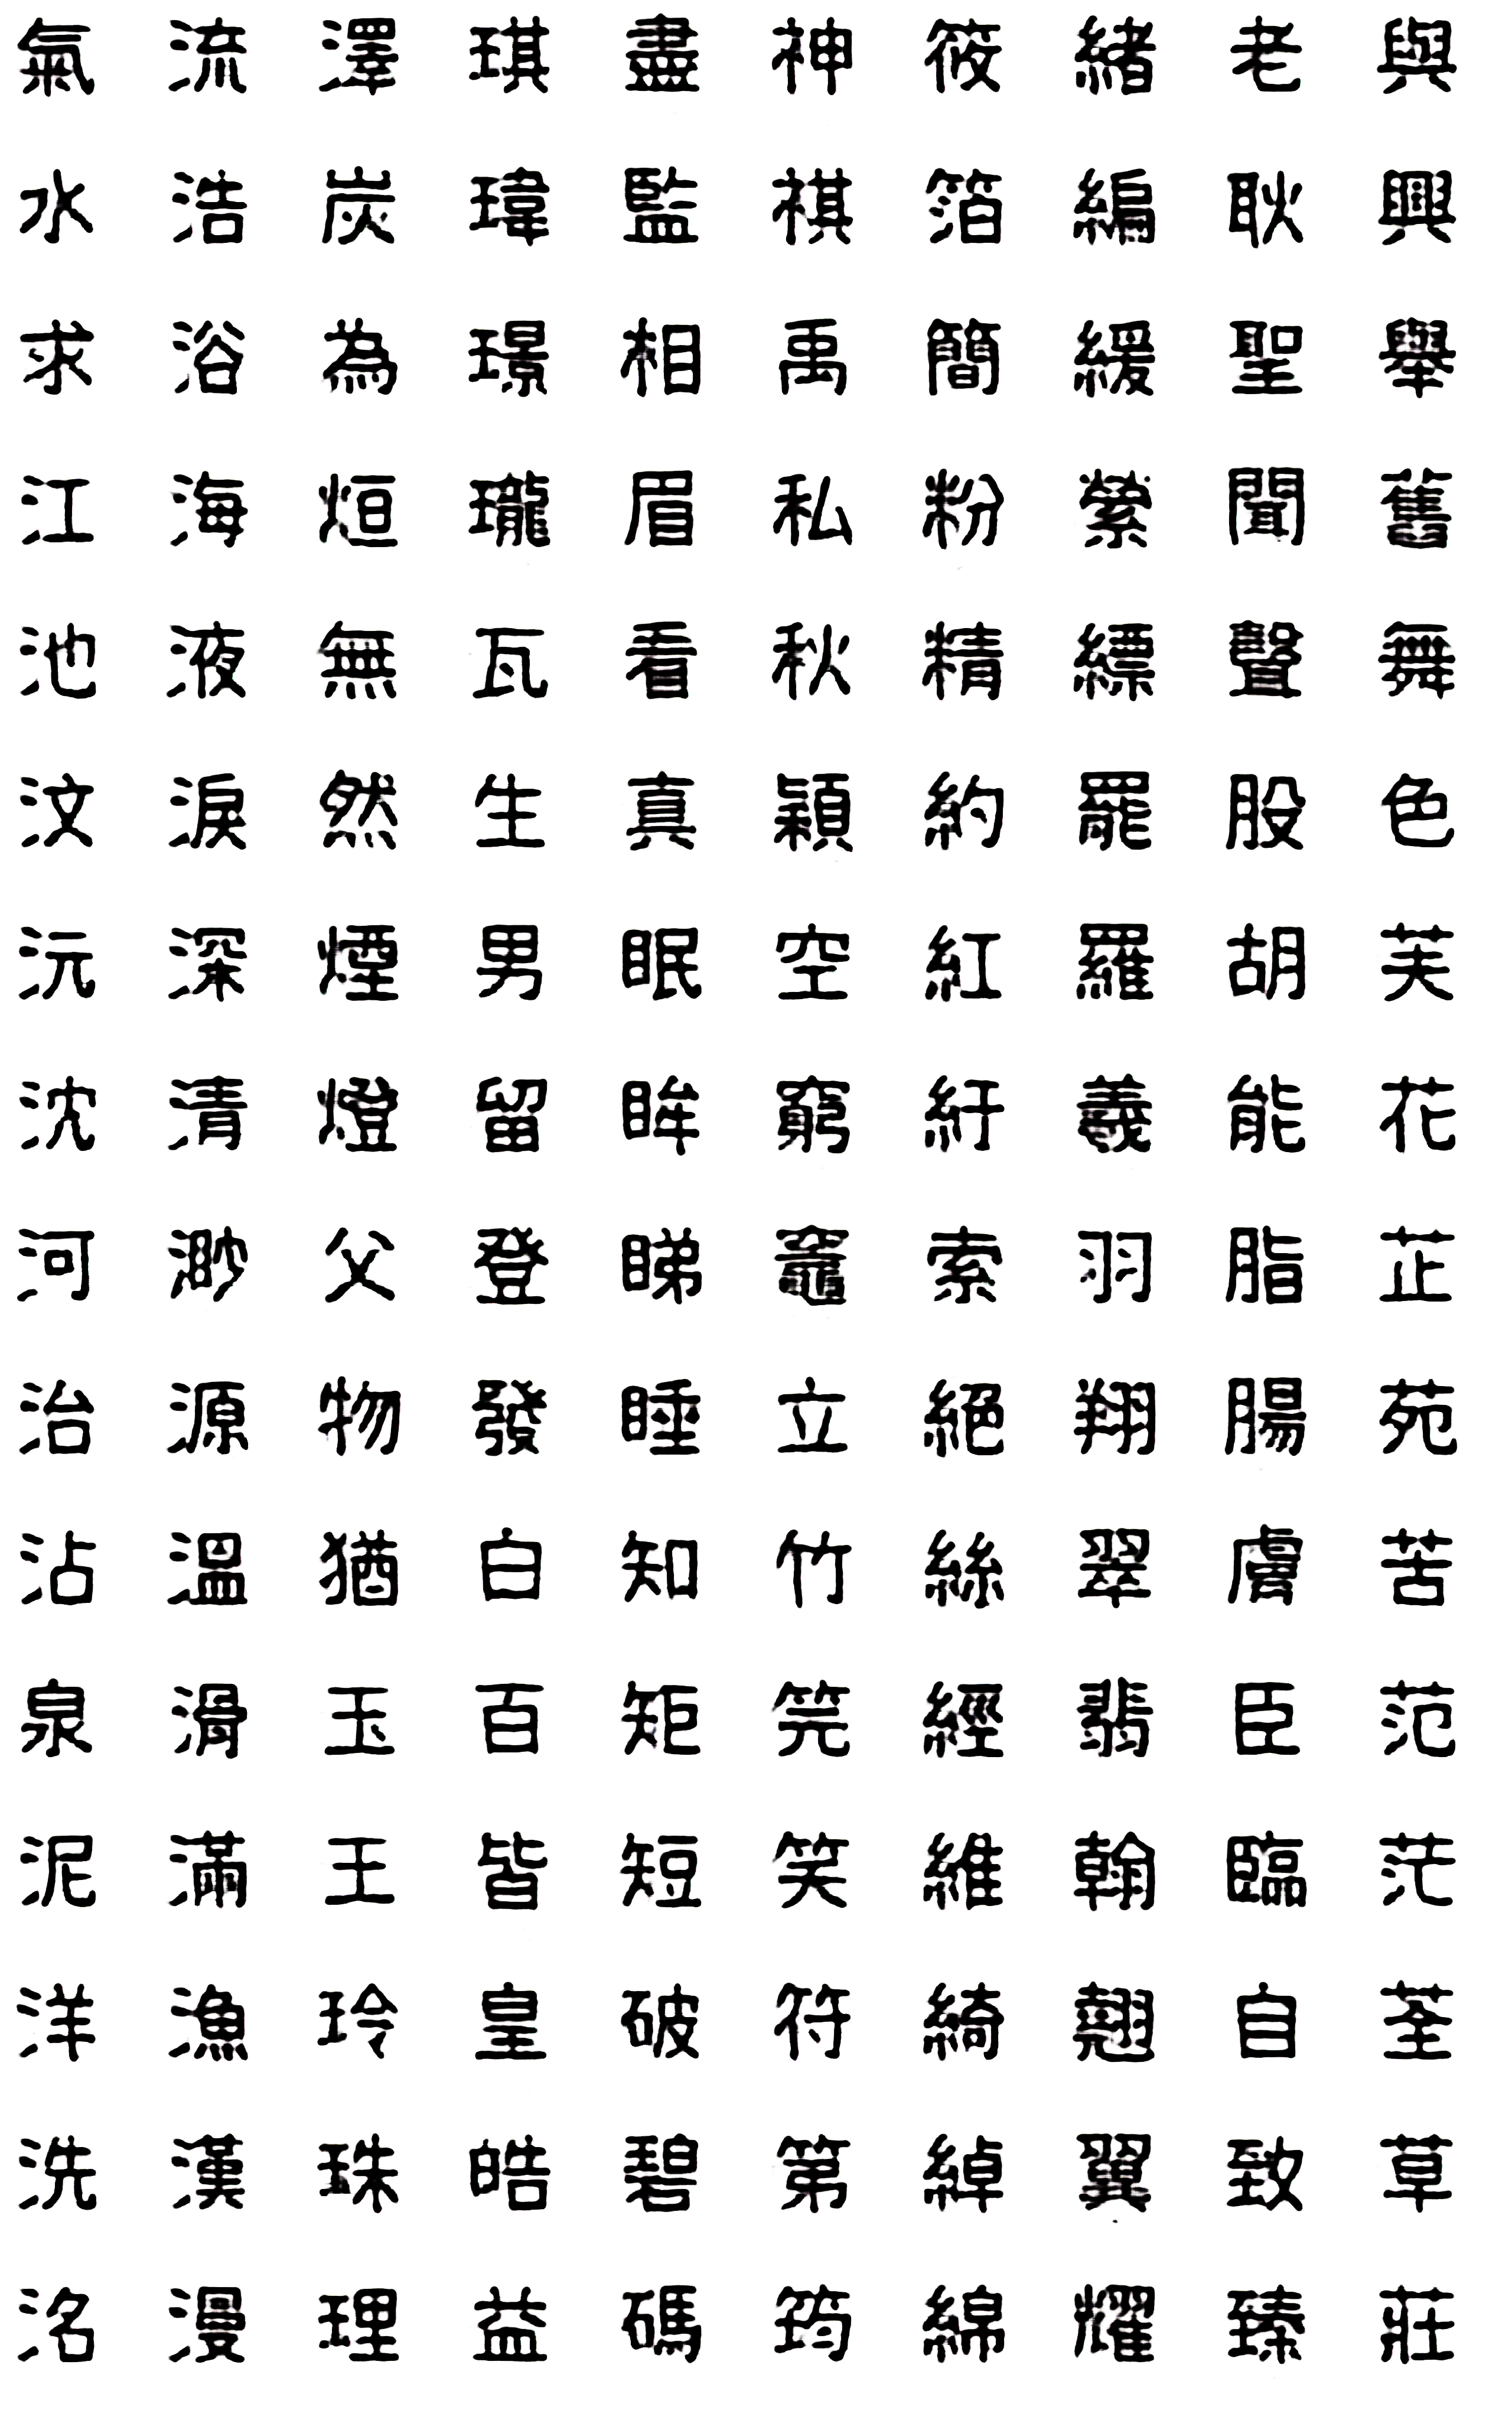 氣流澤琪盡神筱緒老與
水浩炭瑋監祺箔編耿興
求浴為璟相禹簡緩聖舉
江海烜瓏眉私粉縈聞舊
池液無瓦看秋精縹聲舞
汶淚然生真穎約罷股色
沅深煙男眠空紅羅胡芙
沈清燈留眸窮紆羲能花
河渺父登睇竈索羽脂芷
治源物發睡立絕翔腸苑
沾溫猶白知竹絲翠膚苦
泉滑玉百矩筦經翡臣范
泥滿王皆短笑維翰臨茫
洋漁玲皇破符綺翹自荃
洗漢珠皓碧第綽翼致草
洺漫理益碼筠綿耀臻莊